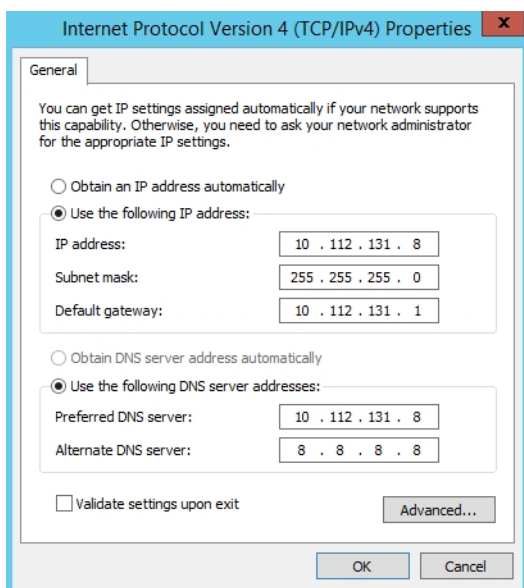 Internet Protocol Version 4 (TCP/IPv4) Properties
x
General
You can get IP settings assigned automatically if your network supports
this capability. Otherwise, you need to ask your network administrator
for the appropriate IP settings.
Obtain an IP address automatically
Use the following IP address:
IP address: 10 . 112 . 131 . 8
Subnet mask: 255 . 255 . 255 . 0
Default gateway: 10 . 112 . 131 . 1
Obtain DNS server address automatically
Use the following DNS server addresses:
Preferred DNS server: 10 . 112 . 131 . 8
Alternate DNS server: 8 . 8 . 8 . 8
Validate settings upon exit
Advanced...
OK Cancel